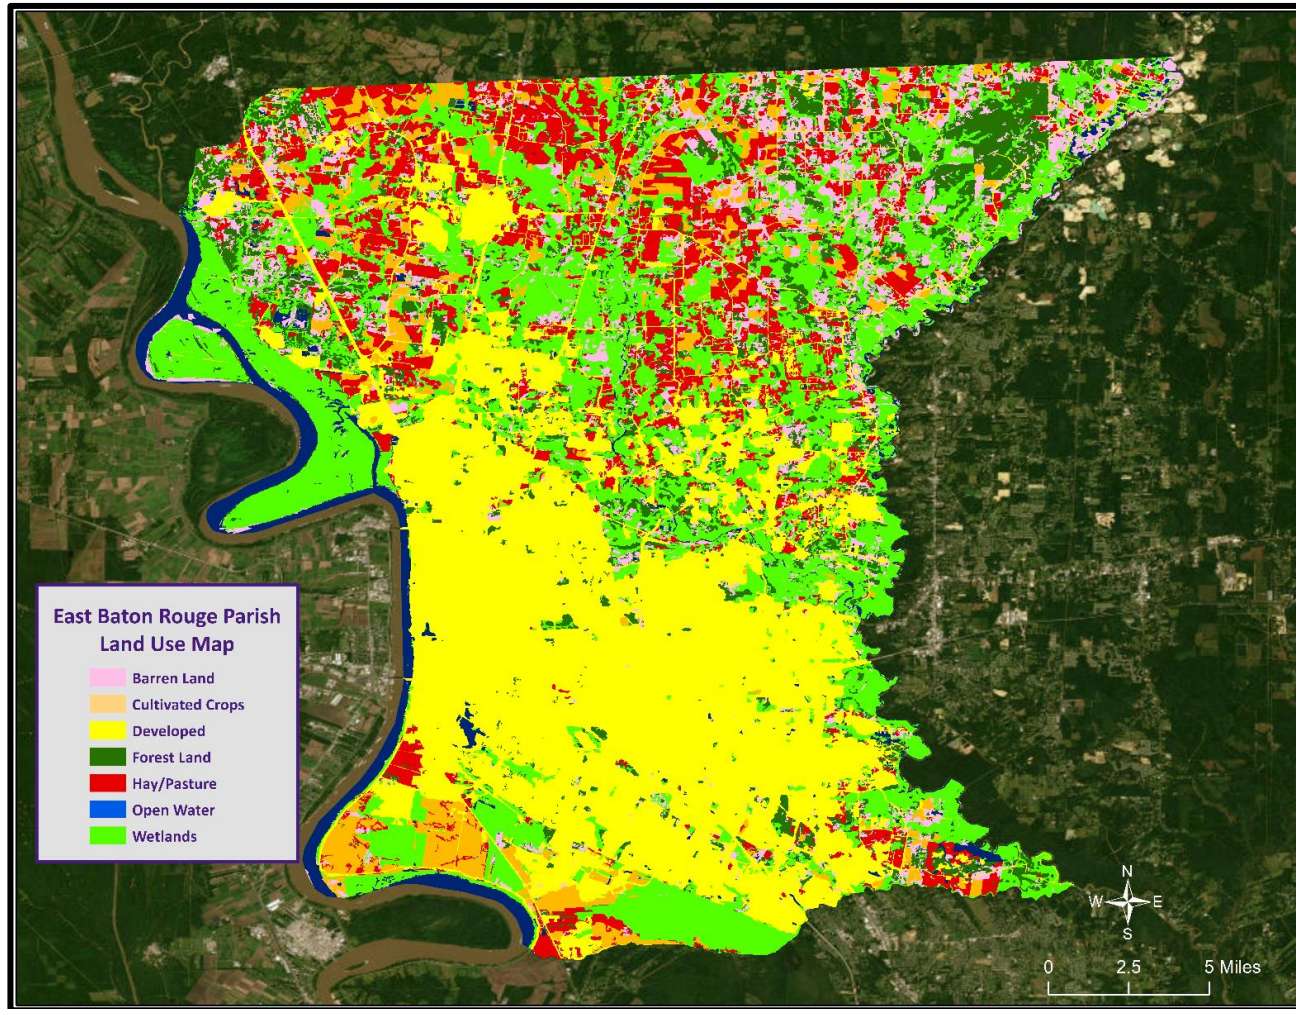 East Baton Rouge Parish
Land Use Map
Barren Land
Cultivated Crops
Developed
Forest Land
Hay/Pasture
Open Water
Wetlands
N
W E
S
0 2.5 5 Miles